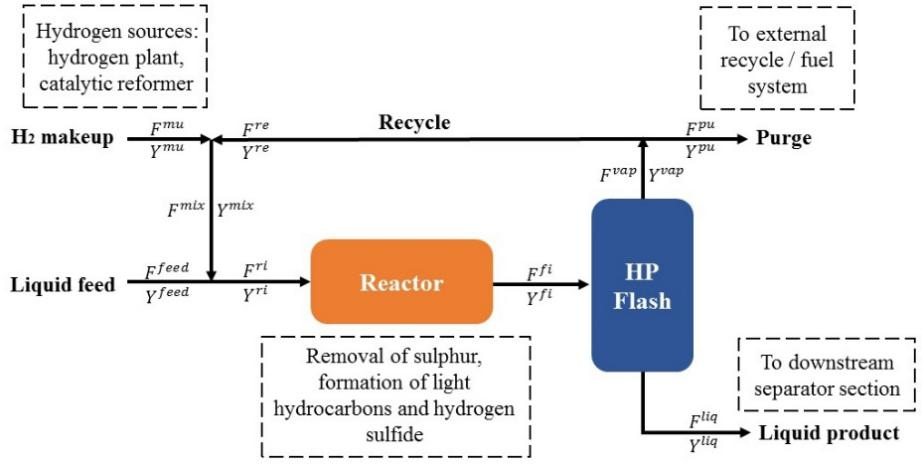 Hydrogen sources:
hydrogen plant,
catalytic reformer
To external
recycle / fuel
system
H₂ makeup
F^{mu}
Y^{mu}
F^{re}
Y^{re}
Recycle
F^{pu}
Y^{pu}
Purge
F^{vap} Y^{vap}
F^{mix} Y^{mix}
Liquid feed
F^{feed}
Y^{feed}
F^{ri}
Y^{ri}
Reactor
F^{fi}
Y^{fi}
HP
Flash
Removal of sulphur,
formation of light
hydrocarbons and hydrogen
sulfide
To downstream
separator section
F^{liq}
Y^{liq}
Liquid product